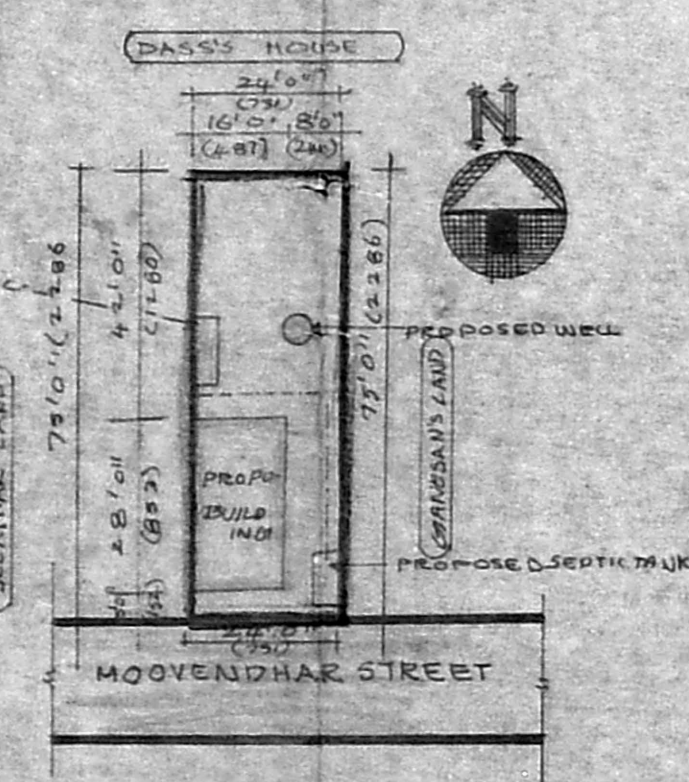 DASS'S HOUSE
24'0"
(731)
16'0" 8'0"
(487)
N
75'0"(2286
42'0"
(1280)
75'0"(2286)
PROPOSED WELL
GANESAN'S LAND
28'0"
(853)
PROPO-
BUILD
ING
PROPOSED SEPTIC TANK
24'0"
(731)
MOOVENDHAR STREET